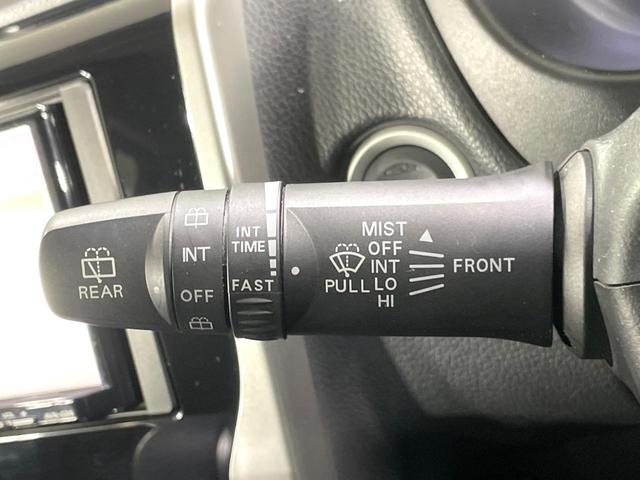 REAR
INT
OFF
INT
TIME
FAST
PULL
MIST
OFF
INT
LO
HI
FRONT